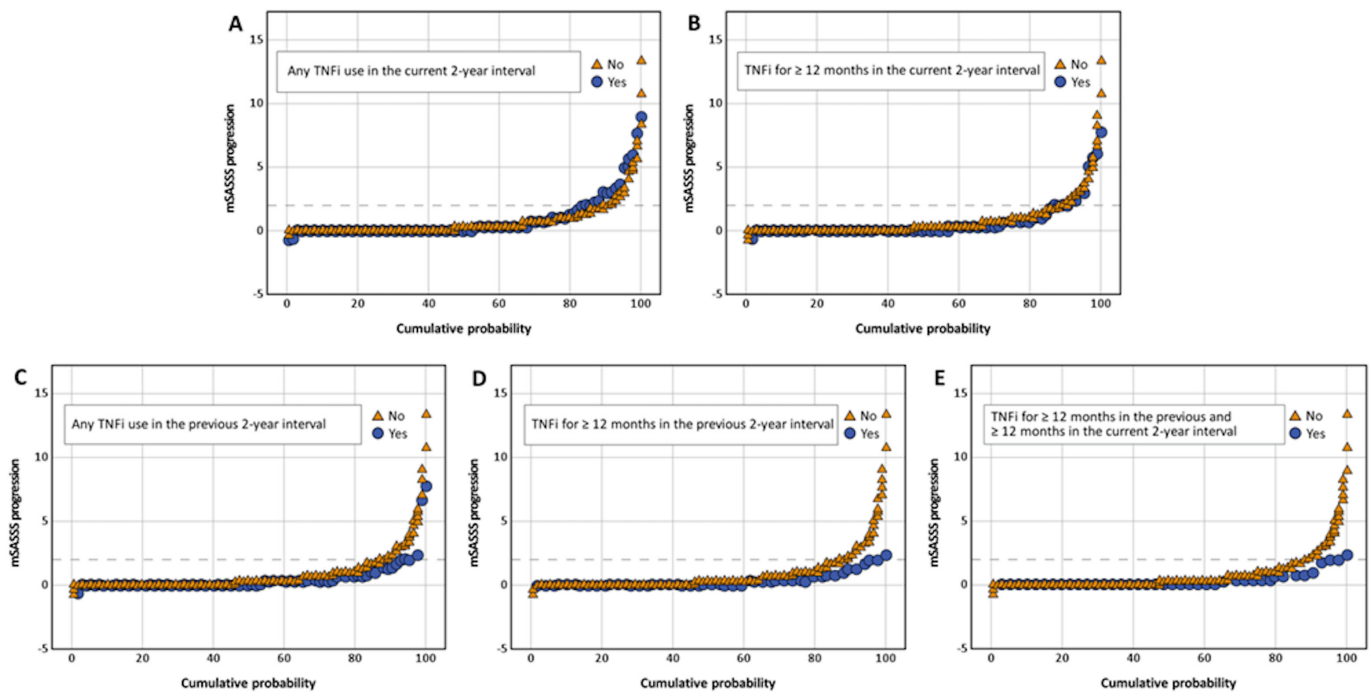 A
Any TNFi use in the current 2-year interval
No
Yes
mSASSS progression
15
10
5
0
-5
0 20 40 60 80 100
Cumulative probability
B
TNFi for ≥ 12 months in the current 2-year interval
No
Yes
mSASSS progression
15
10
5
0
-5
0 20 40 60 80 100
Cumulative probability
C
Any TNFi use in the previous 2-year interval
No
Yes
mSASSS progression
15
10
5
0
-5
0 20 40 60 80 100
Cumulative probability
D
TNFi for ≥ 12 months in the previous 2-year interval
No
Yes
mSASSS progression
15
10
5
0
-5
0 20 40 60 80 100
Cumulative probability
E
TNFi for ≥ 12 months in the previous and
≥ 12 months in the current 2-year interval
No
Yes
mSASSS progression
15
10
5
0
-5
0 20 40 60 80 100
Cumulative probability